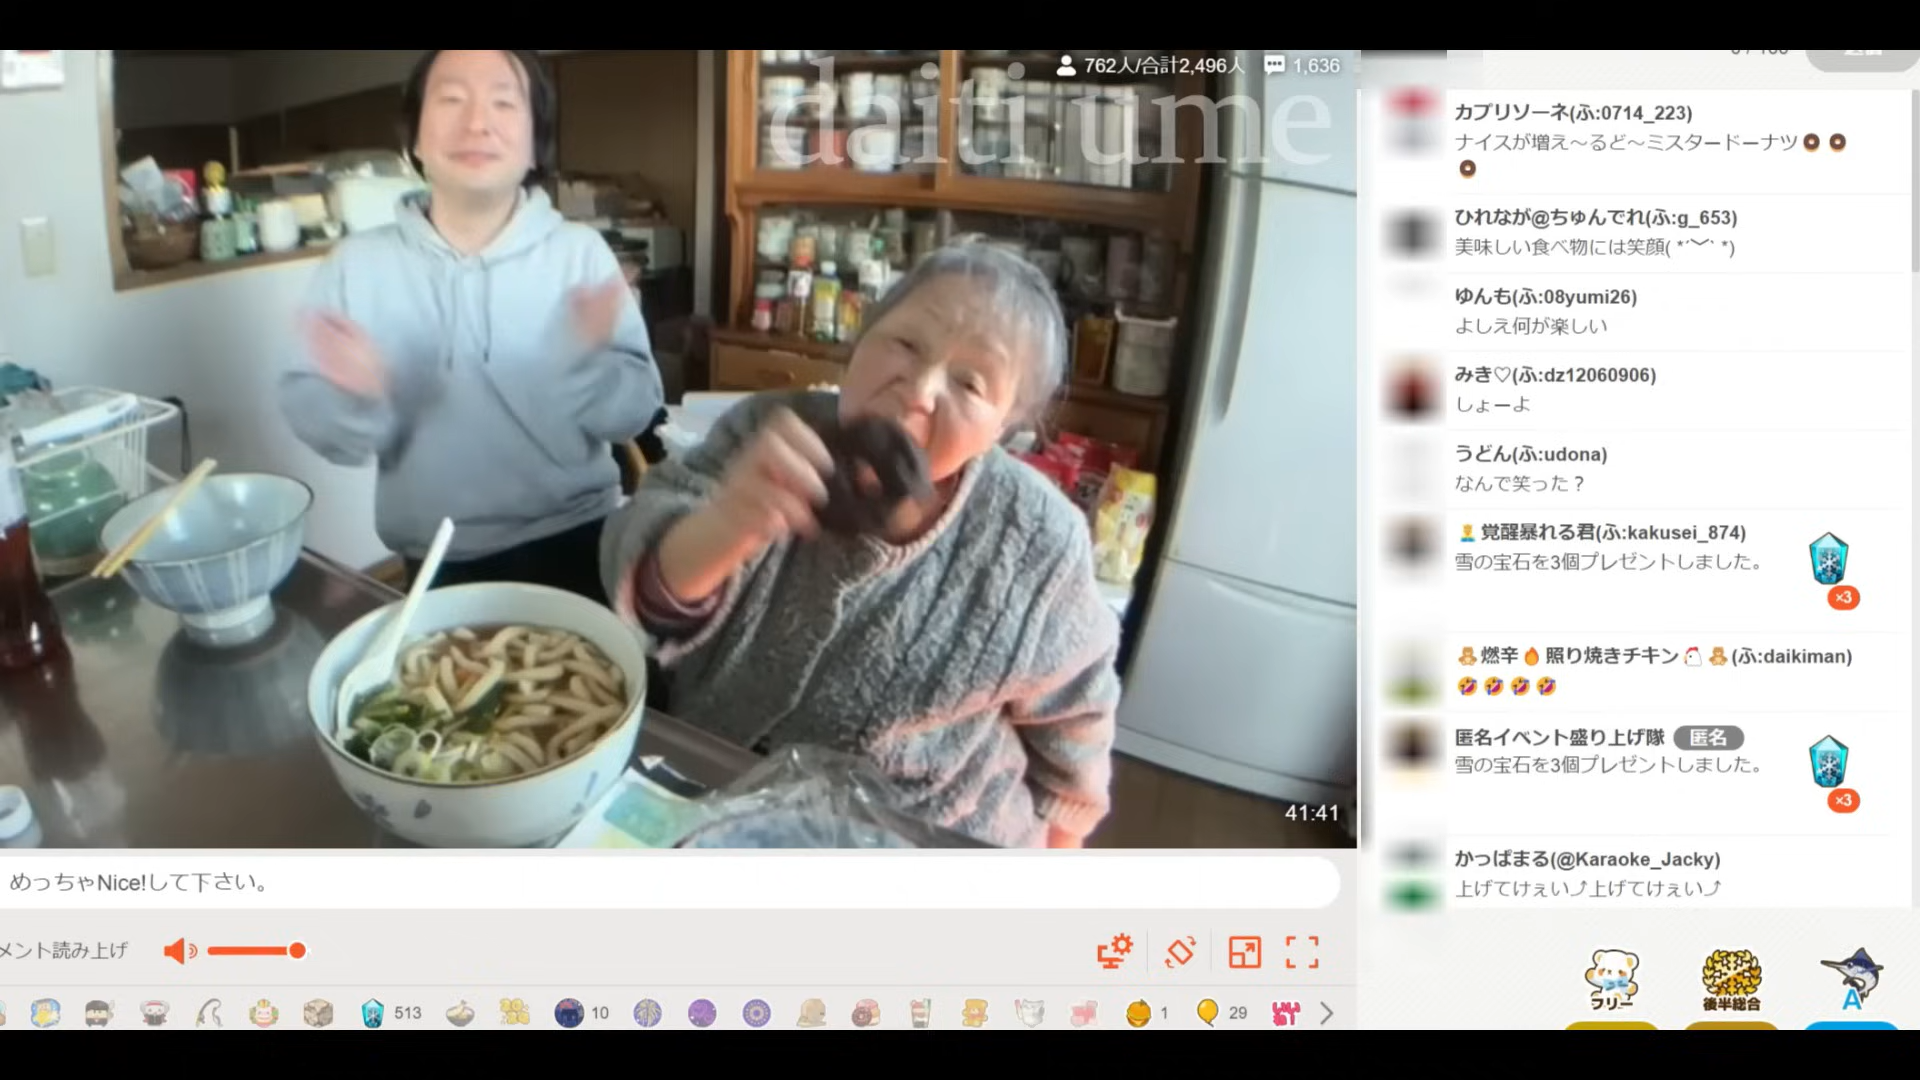 762人/合計2,496人 1,636
daiti ume
41:41
めっちゃNice!して下さい。
メント読み上げ
513
10
1
29
カプリソーネ(ふ:0714_223)
ナイスが増え〜るど〜ミスタードーナツ🍩🍩
🍩
ひれなが@ちゅんでれ(ふ:g_653)
美味しい食べ物には笑顔( *´︶` *)
ゆんも(ふ:08yumi26)
よしえ何が楽しい
みき♡(ふ:dz12060906)
しょーよ
うどん(ふ:udona)
なんで笑った？
覚醒暴れる君(ふ:kakusei_874)
雪の宝石を3個プレゼントしました。
×3
🧸燃辛🔥照り焼きチキン🐔🧸(ふ:daikiman)
🤣🤣🤣🤣
匿名イベント盛り上げ隊 匿名
雪の宝石を3個プレゼントしました。
×3
かっぱまる(@Karaoke_Jacky)
上げてけぇい⤴上げてけぇい⤴
フリー
後半総合
A